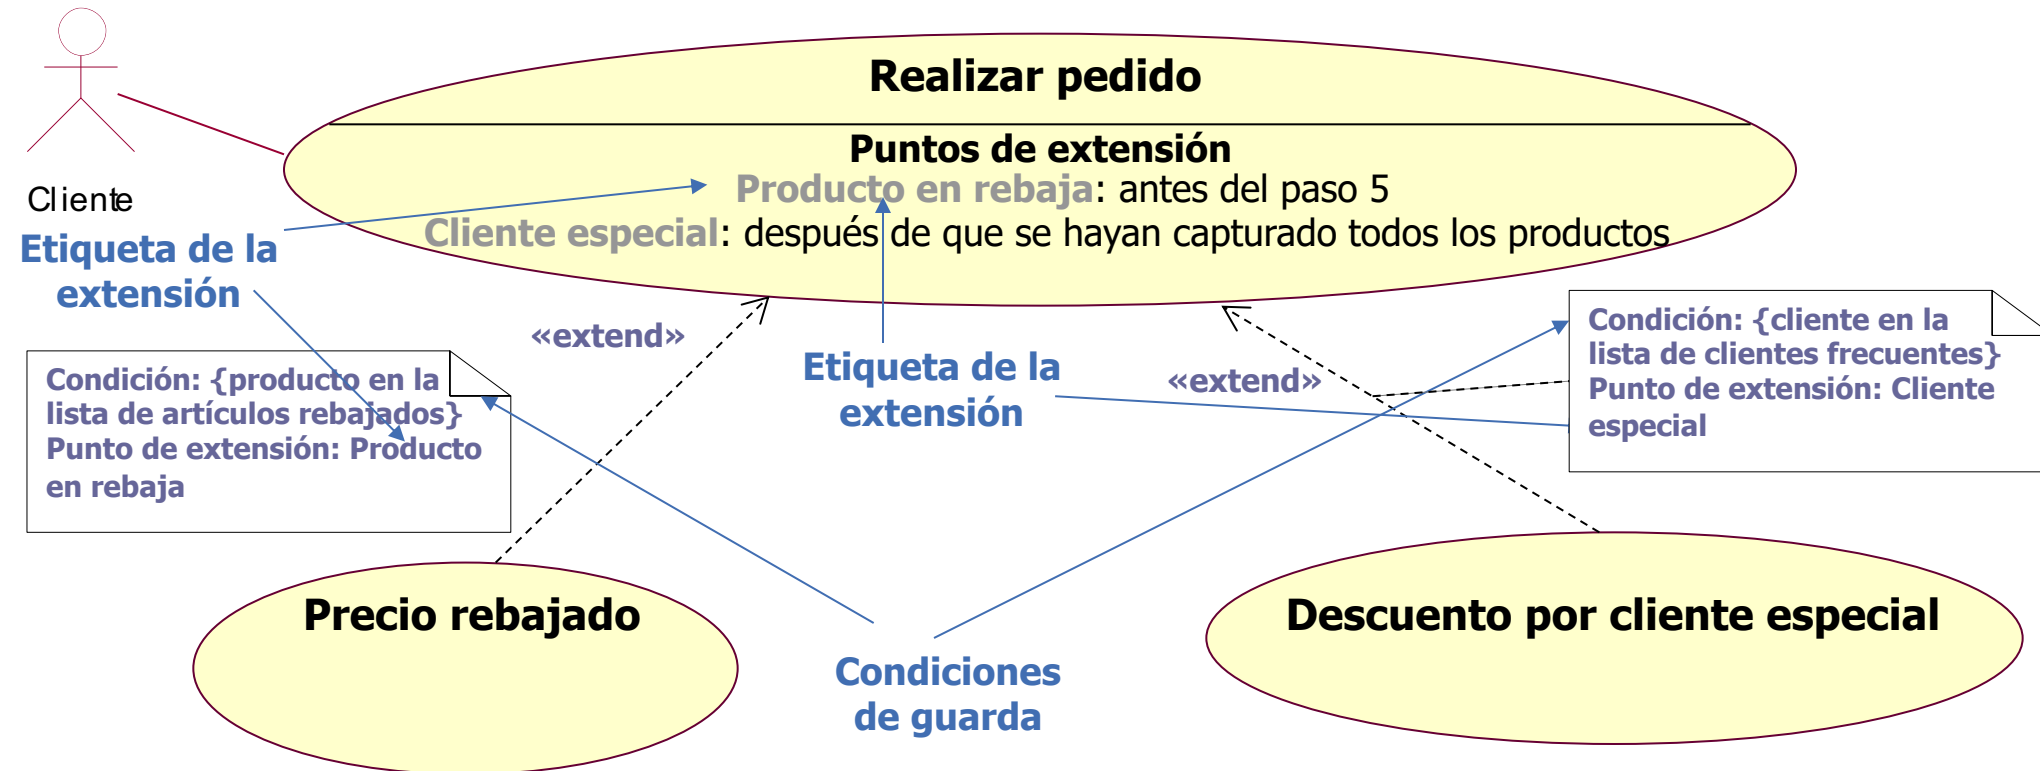 Realizar pedido
Puntos de extensión
Producto en rebaja: antes del paso 5
Cliente especial: después de que se hayan capturado todos los productos
Cliente
Etiqueta de la
extensión
«extend»
Condición: {producto en la
lista de artículos rebajados}
Punto de extensión: Producto
en rebaja
Etiqueta de la
extensión
«extend»
Condición: {cliente en la
lista de clientes frecuentes}
Punto de extensión: Cliente
especial
Precio rebajado
Condiciones
de guarda
Descuento por cliente especial